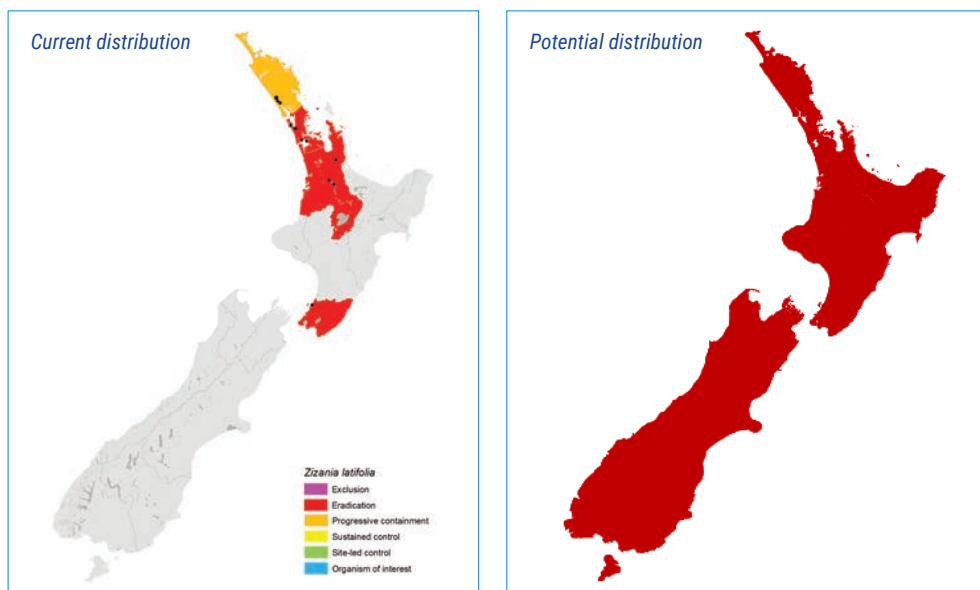 Current distribution
Zizania latifolia
Exclusion
Eradication
Progressive containment
Sustained control
Site-led control
Organism of interest
Potential distribution